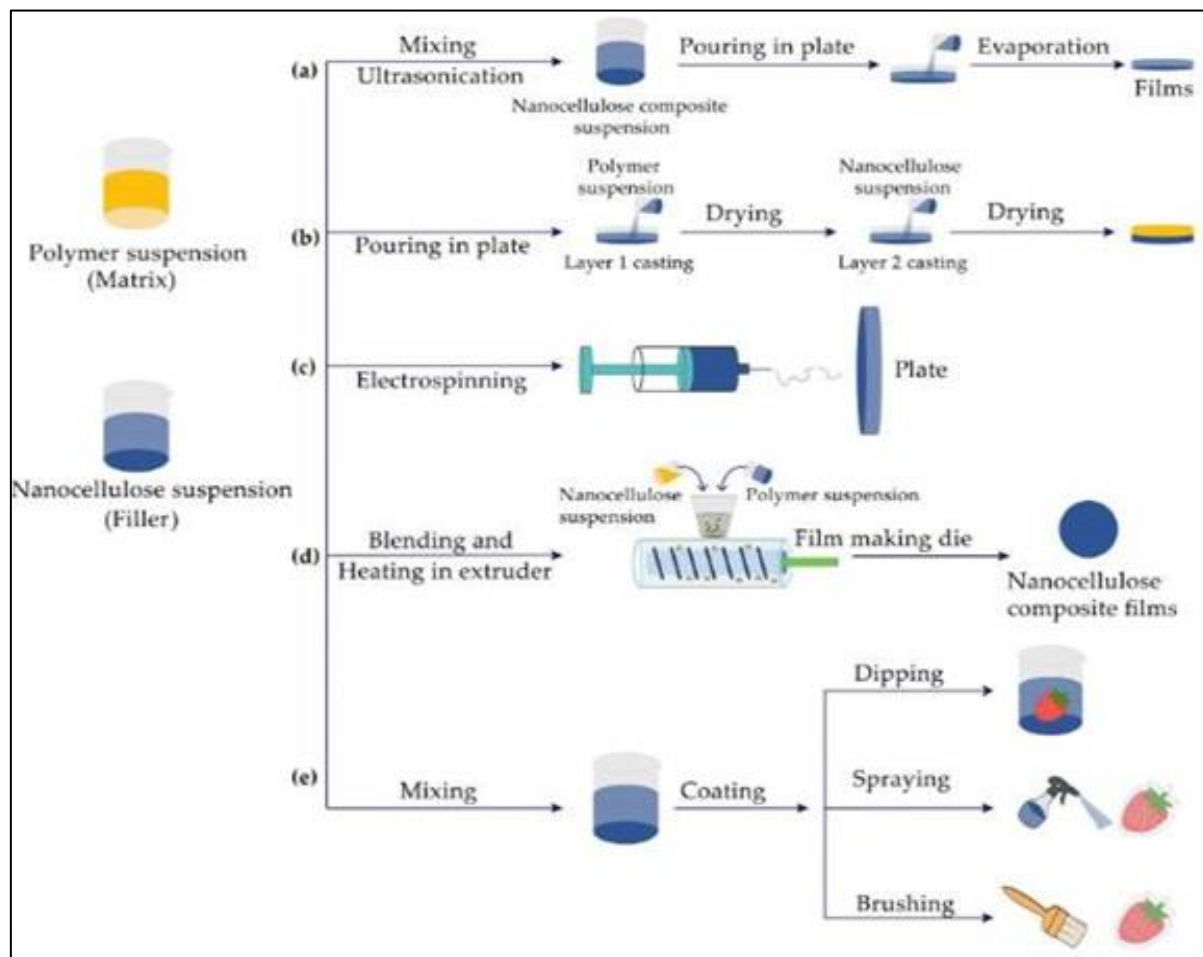 Polymer suspension
(Matrix)
Nanocellulose suspension
(Filler)
(a)
Mixing
Ultrasonication
Nanocellulose composite
suspension
Pouring in plate
Evaporation
Films
(b)
Pouring in plate
Polymer
suspension
Layer 1 casting
Drying
Nanocellulose
suspension
Layer 2 casting
Drying
(c)
Electrospinning
Plate
(d)
Blending and
Heating in extruder
Nanocellulose
suspension
Polymer suspension
Film making die
Nanocellulose
composite films
(e)
Mixing
Coating
Dipping
Spraying
Brushing